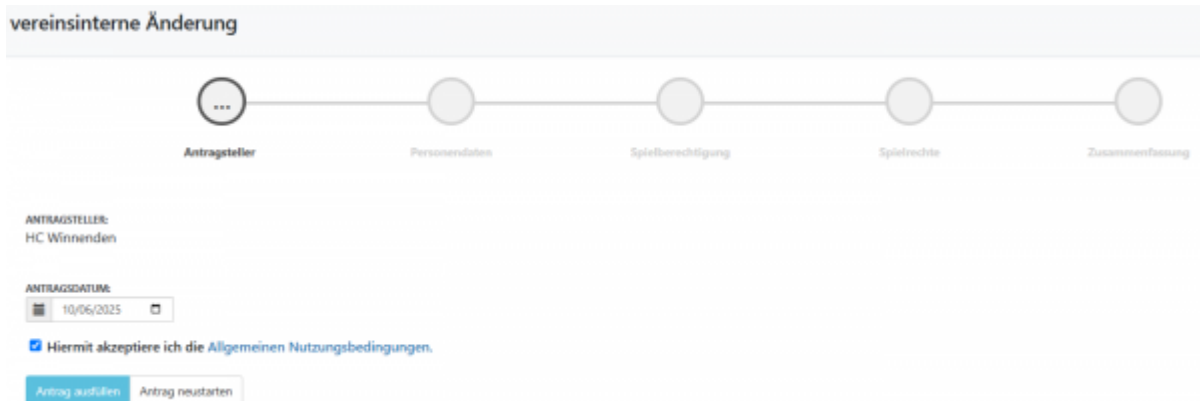 vereinsinterne Änderung
...
Antragsteller Personendaten Spielberechtigung Spielrechte Zusammenfassung
ANTRAGSTELLER:
HC Winnenden
ANTRAGSDATUM:
10/06/2025
Hiermit akzeptiere ich die Allgemeinen Nutzungsbedingungen.
Antrag ausfüllen Antrag neustarten